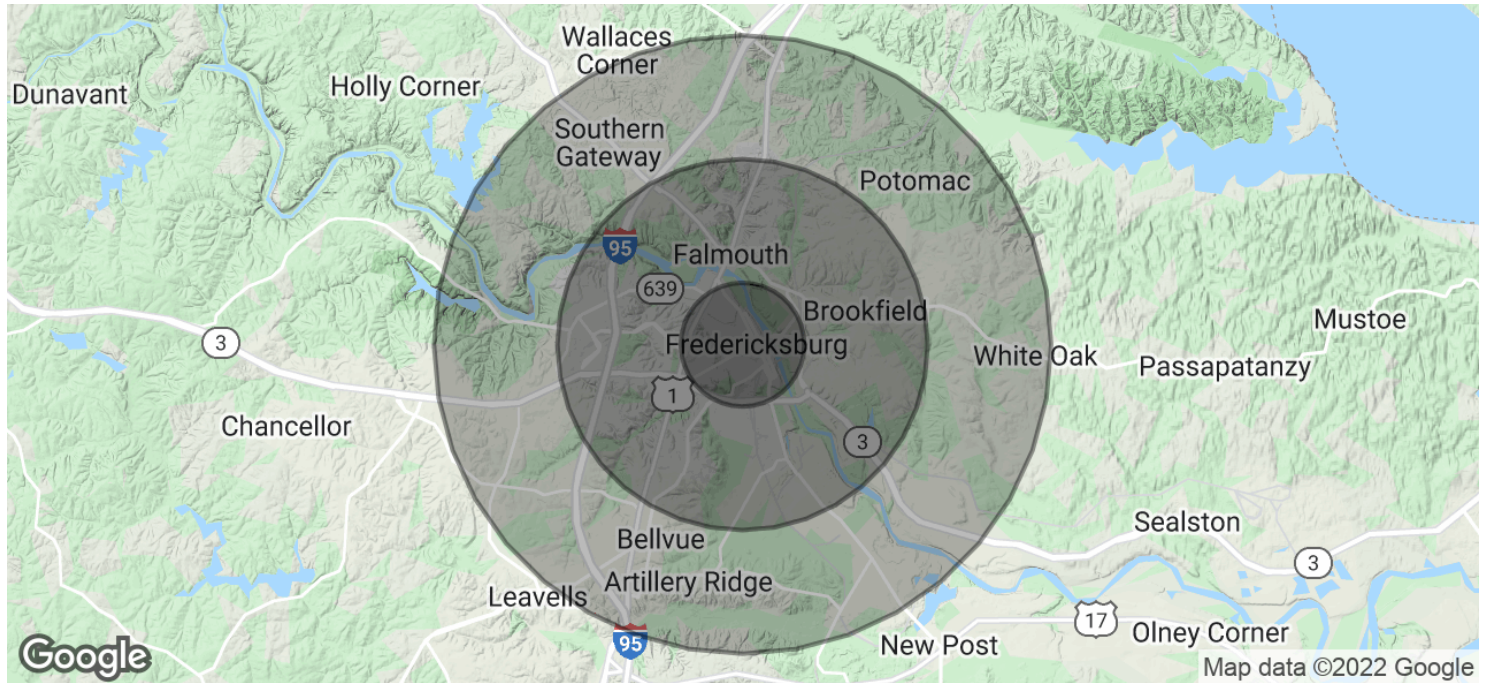 Wallaces
Corner
Dunavant
Holly Corner
Southern
Gateway
Potomac
95
Falmouth
639
Brookfield
Mustoe
3
Fredericksburg
White Oak
Passapatanzy
1
Chancellor
3
Sealston
Bellvue
3
Artillery Ridge
Leavells
17
Olney Corner
95
New Post
Google
Map data ©2022 Google